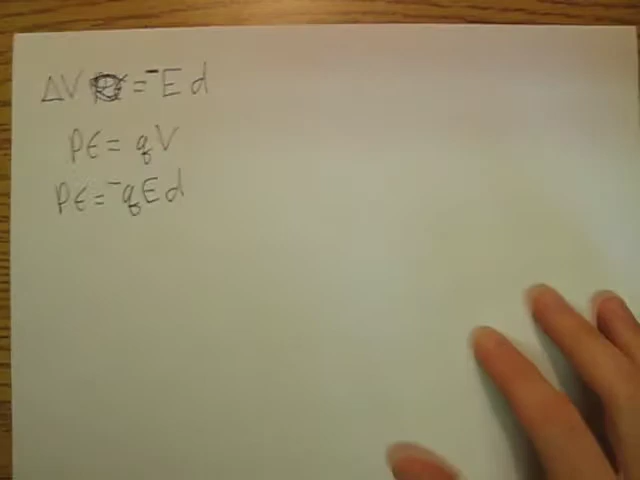 ΔV = -Ed
PE = qV
PE = -qEd